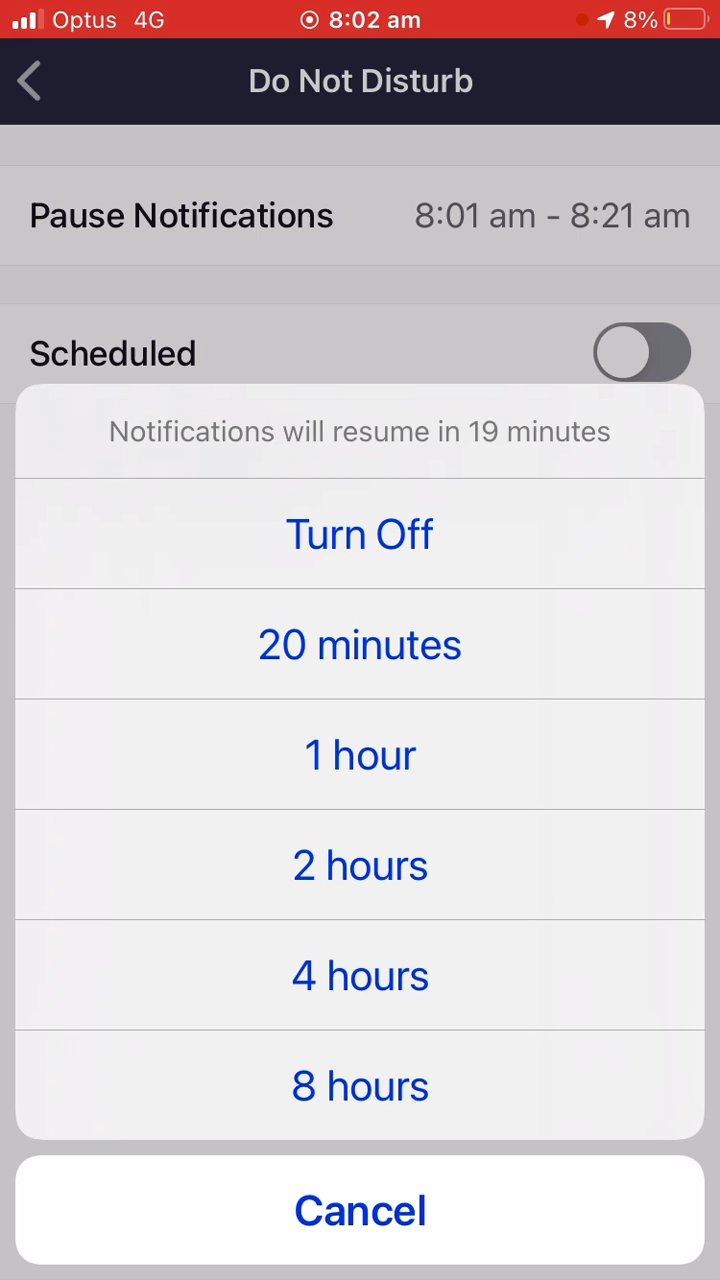 Optus 4G 8:02 am 8%
Do Not Disturb
Pause Notifications 8:01 am - 8:21 am
Scheduled
Notifications will resume in 19 minutes
Turn Off
20 minutes
1 hour
2 hours
4 hours
8 hours
Cancel